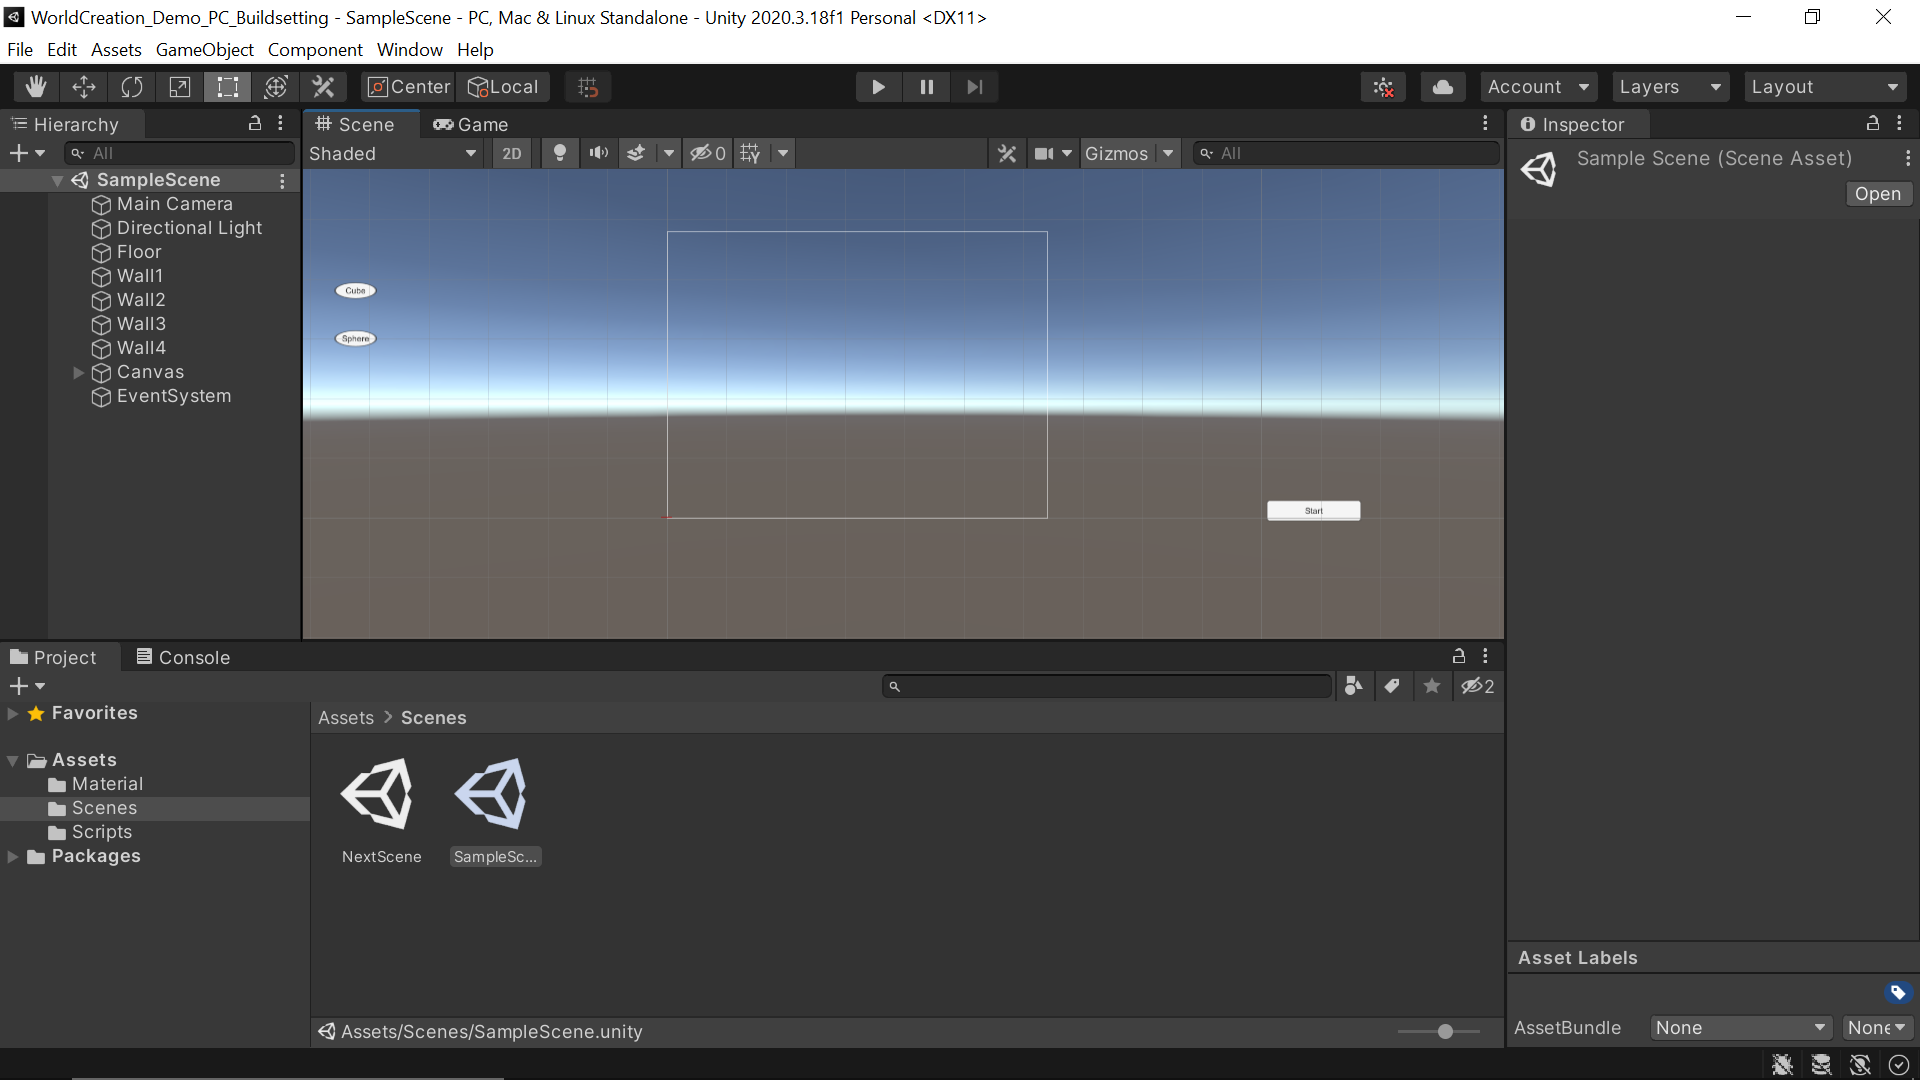 WorldCreation_Demo_PC_Buildsetting - SampleScene - PC, Mac & Linux Standalone - Unity 2020.3.18f1 Personal <DX11>
File Edit Assets GameObject Component Window Help
Center Local Account Layers Layout
Hierarchy
All
SampleScene
Main Camera
Directional Light
Floor
Wall1
Wall2
Wall3
Wall4
Canvas
EventSystem
Scene Game
Shaded 2D 0 Gizmos All
Cube
Sphere
Start
Inspector
Sample Scene (Scene Asset)
Open
Project Console
2
Favorites
Assets
Material
Scenes
Scripts
Packages
Assets > Scenes
NextScene SampleSc...
Assets/Scenes/SampleScene.unity
Asset Labels
AssetBundle None None